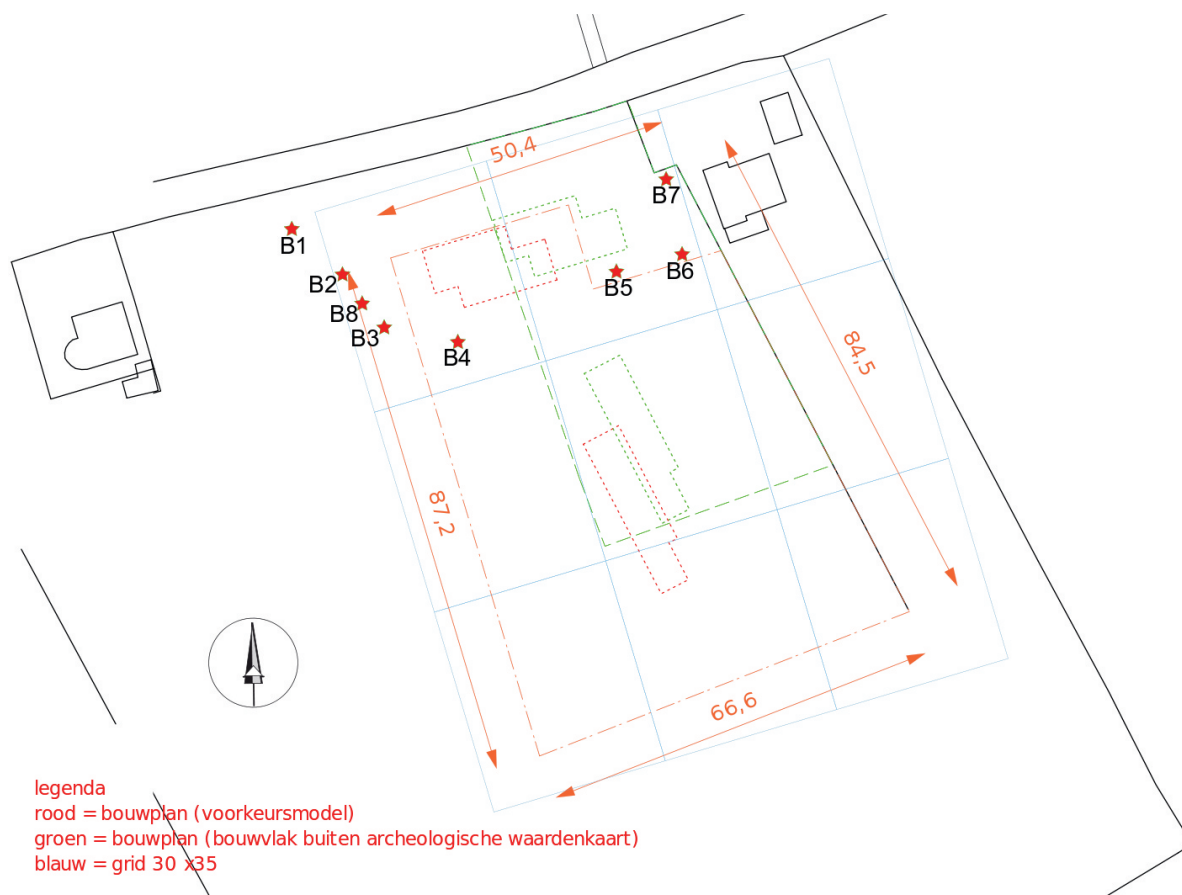 50,4
B7
B1
B6
B2
B5
B8
B3
B4
84,5
87,2
66,6
legenda
rood = bouwplan (voorkeursmodel)
groen = bouwplan (bouwvlak buiten archeologische waardenkaart)
blauw = grid 30 x35